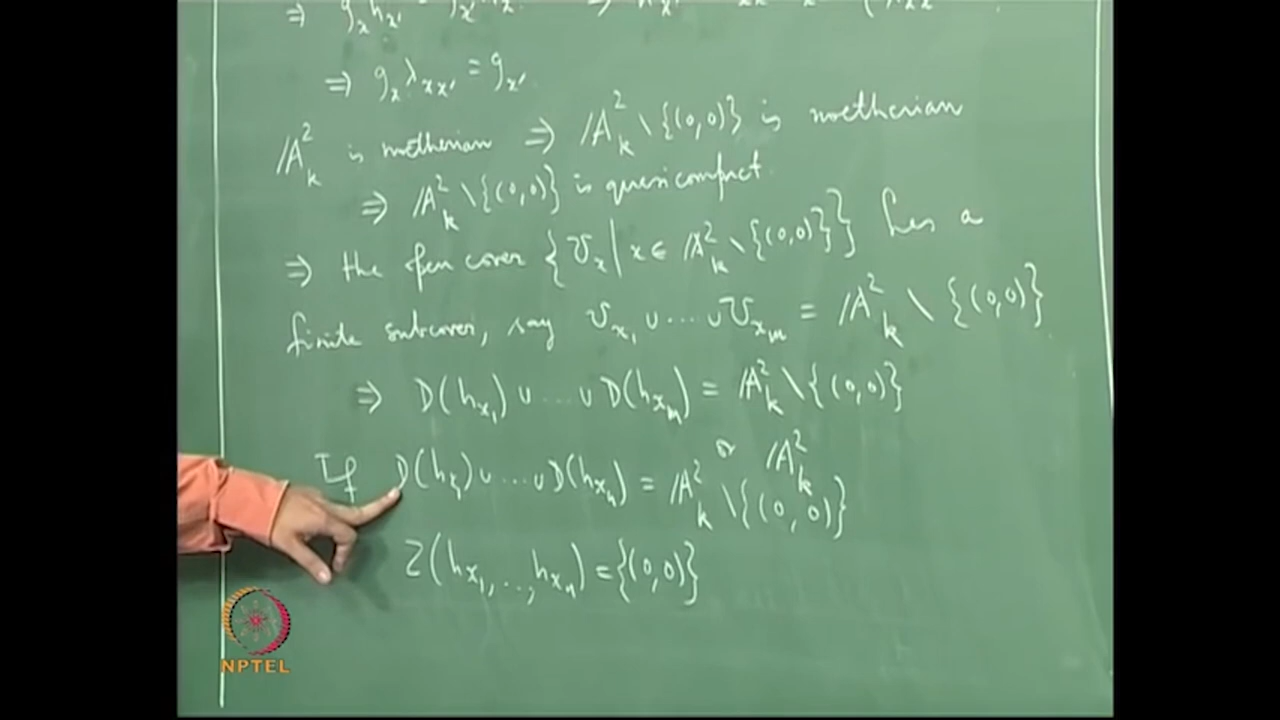 ⇒ g_x λ_{xx'} = g_{x'}
𝔸²_k is noetherian ⇒ 𝔸²_k \ {(0,0)} is noetherian
⇒ 𝔸²_k \ {(0,0)} is quasicompact
⇒ the open cover {U_x | x ∈ 𝔸²_k \ {(0,0)}} has a
finite subcover, say U_{x_1} ∪ ... ∪ U_{x_m} = 𝔸²_k \ {(0,0)}
⇒ D(h_{x_1}) ∪ ... ∪ D(h_{x_m}) = 𝔸²_k \ {(0,0)}
or 𝔸²_k
If D(h_{x_1}) ∪ ... ∪ D(h_{x_n}) = 𝔸²_k \ {(0,0)}
Z(h_{x_1}, .., h_{x_n}) = {(0,0)}
NPTEL